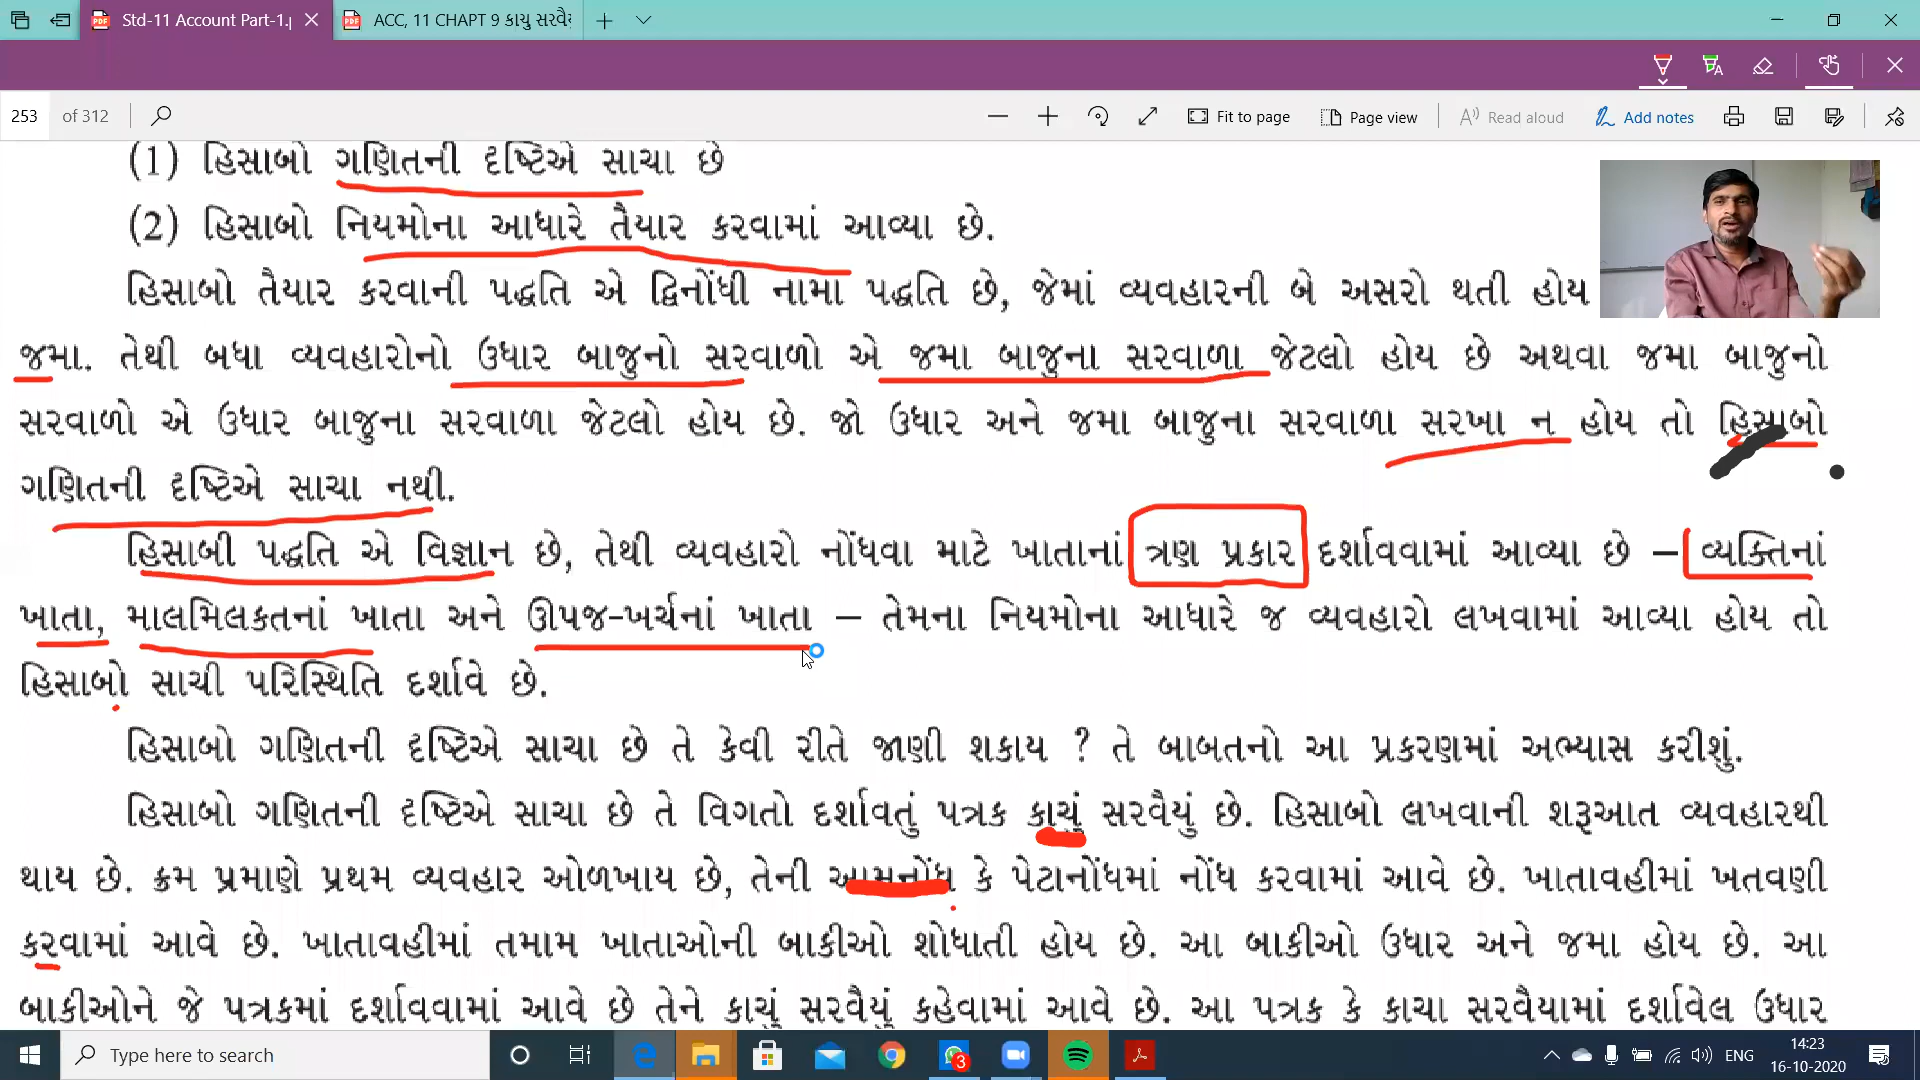 Std-11 Account Part-1.p
ACC, 11 CHAPT 9 કાચુ સરવૈ
253 of 312
Fit to page
Page view
Read aloud
Add notes
(1) હિસાબો ગણિતની દૃષ્ટિએ સાચા છે
(2) હિસાબો નિયમોના આધારે તૈયાર કરવામાં આવ્યા છે.
હિસાબો તૈયાર કરવાની પદ્ધતિ એ દ્વિનોંધી નામા પદ્ધતિ છે, જેમાં વ્યવહારની બે અસરો થતી હોય
જમા. તેથી બધા વ્યવહારોનો ઉધાર બાજુનો સરવાળો એ જમા બાજુના સરવાળા જેટલો હોય છે અથવા જમા બાજુનો
સરવાળો એ ઉધાર બાજુના સરવાળા જેટલો હોય છે. જો ઉધાર અને જમા બાજુના સરવાળા સરખા ન હોય તો હિસાબો
ગણિતની દૃષ્ટિએ સાચા નથી.
હિસાબી પદ્ધતિ એ વિજ્ઞાન છે, તેથી વ્યવહારો નોંધવા માટે ખાતાનાં ત્રણ પ્રકાર દર્શાવવામાં આવ્યા છે – વ્યક્તિનાં
ખાતા, માલમિલકતનાં ખાતા અને ઊપજ-ખર્ચનાં ખાતા – તેમના નિયમોના આધારે જ વ્યવહારો લખવામાં આવ્યા હોય તો
હિસાબો સાચી પરિસ્થિતિ દર્શાવે છે.
હિસાબો ગણિતની દૃષ્ટિએ સાચા છે તે કેવી રીતે જાણી શકાય ? તે બાબતનો આ પ્રકરણમાં અભ્યાસ કરીશું.
હિસાબો ગણિતની દૃષ્ટિએ સાચા છે તે વિગતો દર્શાવતું પત્રક કાચું સરવૈયું છે. હિસાબો લખવાની શરૂઆત વ્યવહારથી
થાય છે. ક્રમ પ્રમાણે પ્રથમ વ્યવહાર ઓળખાય છે, તેની આમનોંધ કે પેટાનોંધમાં નોંધ કરવામાં આવે છે. ખાતાવહીમાં ખતવણી
કરવામાં આવે છે. ખાતાવહીમાં તમામ ખાતાઓની બાકીઓ શોધાતી હોય છે. આ બાકીઓ ઉધાર અને જમા હોય છે. આ
બાકીઓને જે પત્રકમાં દર્શાવવામાં આવે છે તેને કાચું સરવૈયું કહેવામાં આવે છે. આ પત્રક કે કાચા સરવૈયામાં દર્શાવેલ ઉધાર
Type here to search
3
ENG
14:23
16-10-2020